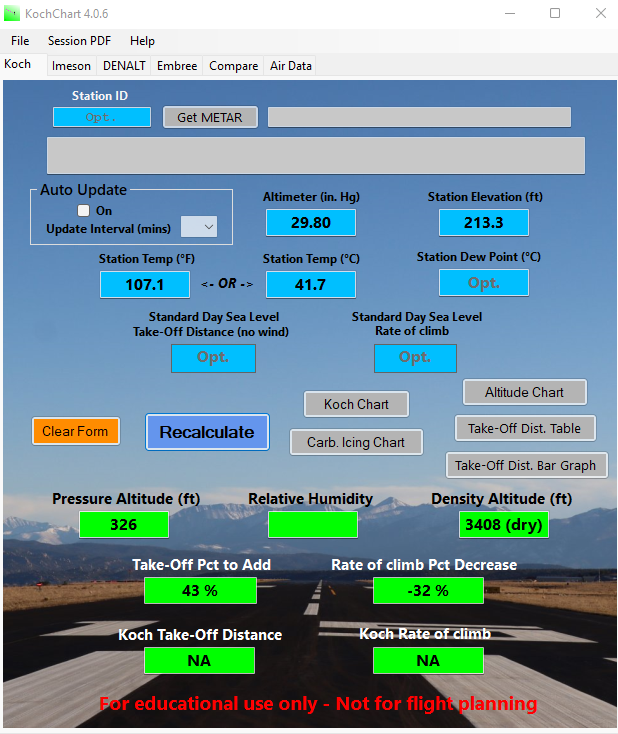 KochChart 4.0.6
File Session PDF Help
Koch Imeson DENALT Embree Compare Air Data
Station ID
Opt. Get METAR
Auto Update
On
Update Interval (mins)
Altimeter (in. Hg) Station Elevation (ft)
29.80 213.3
Station Temp (°F) Station Temp (°C) Station Dew Point (°C)
107.1 <- OR -> 41.7 Opt.
Standard Day Sea Level
Take-Off Distance (no wind)
Opt.
Standard Day Sea Level
Rate of climb
Opt.
Koch Chart Altitude Chart
Clear Form Recalculate Carb. Icing Chart Take-Off Dist. Table
Take-Off Dist. Bar Graph
Pressure Altitude (ft) Relative Humidity Density Altitude (ft)
326 3408 (dry)
Take-Off Pct to Add Rate of climb Pct Decrease
43 % -32 %
Koch Take-Off Distance Koch Rate of climb
NA NA
For educational use only - Not for flight planning